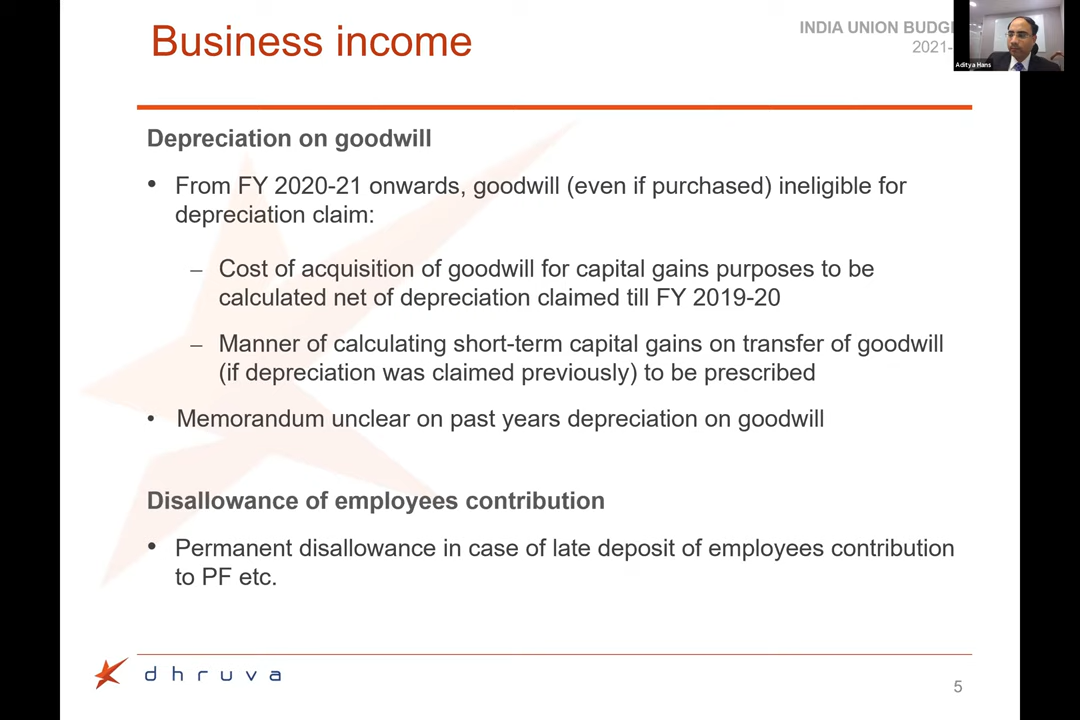 Business income
INDIA UNION BUDG
2021-
Aditya Hans
Depreciation on goodwill
• From FY 2020-21 onwards, goodwill (even if purchased) ineligible for
depreciation claim:
– Cost of acquisition of goodwill for capital gains purposes to be
calculated net of depreciation claimed till FY 2019-20
– Manner of calculating short-term capital gains on transfer of goodwill
(if depreciation was claimed previously) to be prescribed
• Memorandum unclear on past years depreciation on goodwill
Disallowance of employees contribution
• Permanent disallowance in case of late deposit of employees contribution
to PF etc.
dhruva
5